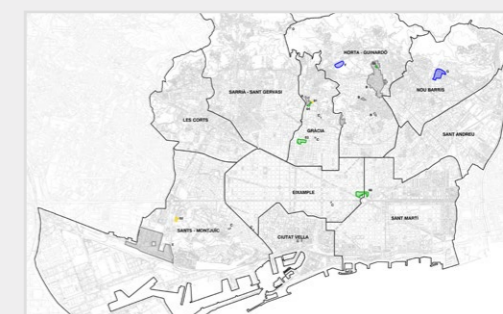 HORTA - GUINARDÓ
NOU BARRIS
SARRIÀ - SANT GERVASI
LES CORTS
GRÀCIA
SANT ANDREU
EIXAMPLE
SANT MARTÍ
SANTS - MONTJUÏC
CIUTAT VELLA